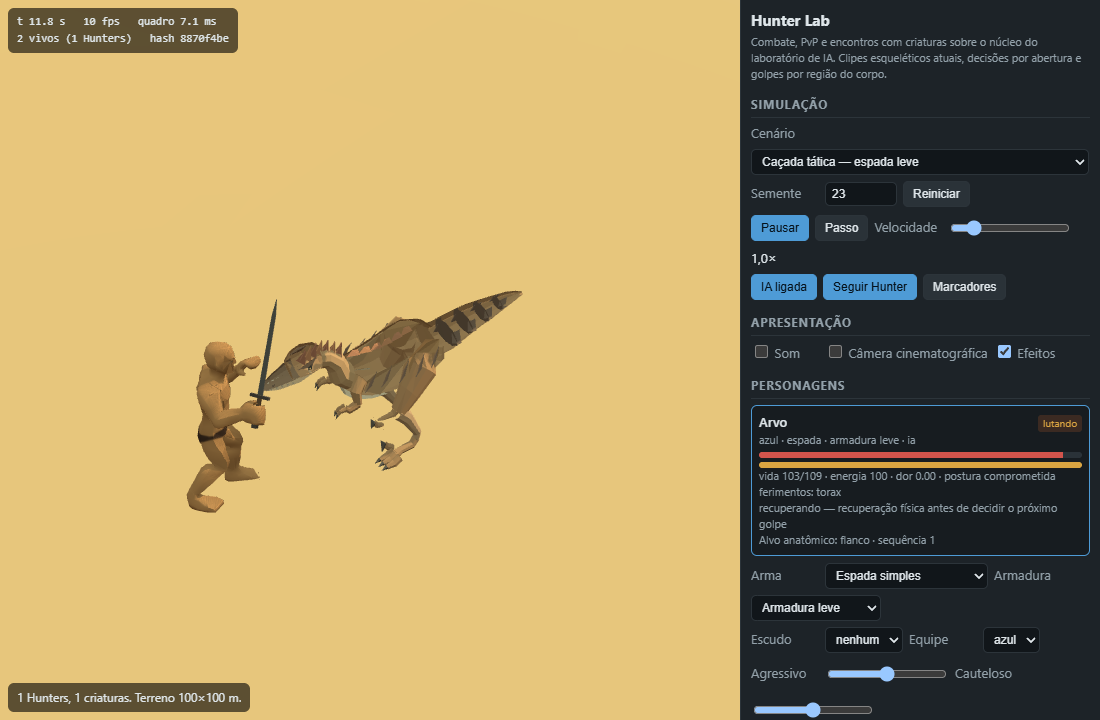 t 11.8 s   10 fps   quadro 7.1 ms
2 vivos (1 Hunters)   hash 8870f4be
Hunter Lab
Combate, PvP e encontros com criaturas sobre o núcleo do
laboratório de IA. Clipes esqueléticos atuais, decisões por abertura e
golpes por região do corpo.
SIMULAÇÃO
Cenário
Caçada tática — espada leve
Semente 23 Reiniciar
Pausar Passo Velocidade
1,0×
IA ligada Seguir Hunter Marcadores
APRESENTAÇÃO
Som Câmera cinematográfica Efeitos
PERSONAGENS
Arvo lutando
azul · espada · armadura leve · ia
vida 103/109 · energia 100 · dor 0.00 · postura comprometida
ferimentos: torax
recuperando — recuperação física antes de decidir o próximo
golpe
Alvo anatômico: flanco · sequência 1
Arma Espada simples Armadura
Armadura leve
Escudo nenhum Equipe azul
Agressivo Cauteloso
1 Hunters, 1 criaturas. Terreno 100×100 m.